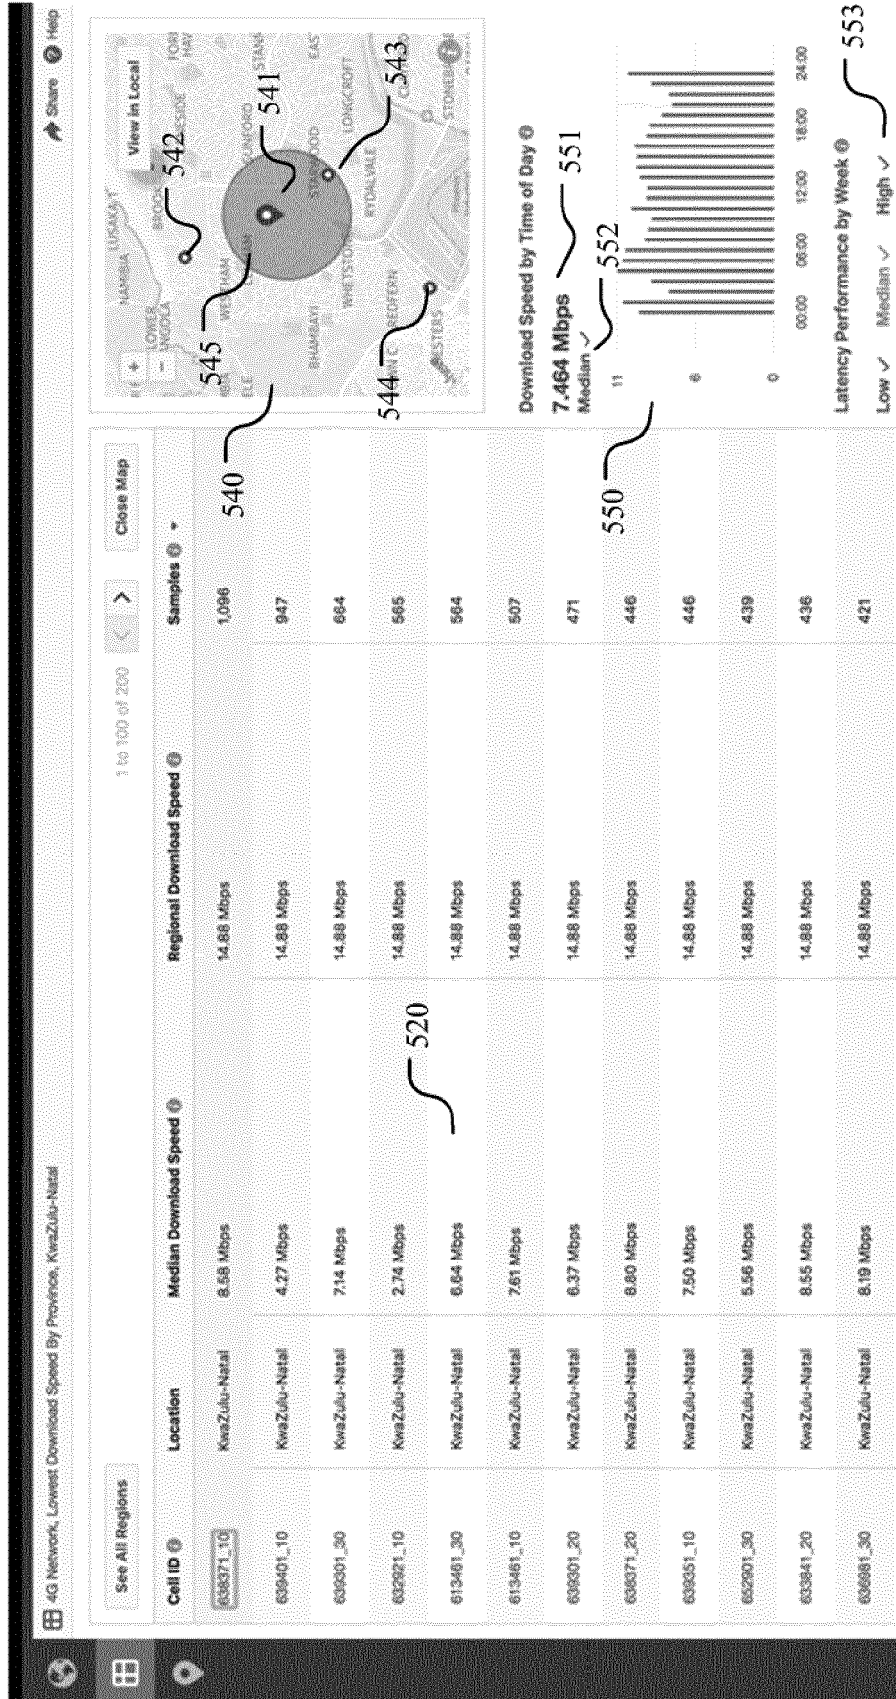 4G Network, Lowest Download Speed By Province, KwaZulu-Natal
Share
Help
See All Regions
1 to 100 of 200
Close Map
Cell ID Location Median Download Speed Regional Download Speed Samples
638371_10 KwaZulu-Natal 8.58 Mbps 14.88 Mbps 1,096
639401_10 KwaZulu-Natal 4.27 Mbps 14.88 Mbps 947
639301_30 KwaZulu-Natal 7.14 Mbps 14.88 Mbps 664
632921_10 KwaZulu-Natal 2.74 Mbps 14.88 Mbps 565
613461_30 KwaZulu-Natal 6.64 Mbps 14.88 Mbps 564
613461_10 KwaZulu-Natal 7.61 Mbps 14.88 Mbps 507
639301_20 KwaZulu-Natal 6.37 Mbps 14.88 Mbps 471
638371_20 KwaZulu-Natal 8.80 Mbps 14.88 Mbps 446
639351_10 KwaZulu-Natal 7.50 Mbps 14.88 Mbps 446
652901_30 KwaZulu-Natal 5.56 Mbps 14.88 Mbps 439
633841_20 KwaZulu-Natal 8.55 Mbps 14.88 Mbps 436
636981_30 KwaZulu-Natal 8.19 Mbps 14.88 Mbps 421
520
View in Local
+
−
NAMBIA
LUSAKA T
LOWER
BHAMBAYI
LONGCROFT
RYDALVALE
540
541
542
543
544
545
Download Speed by Time of Day
7.464 Mbps
Median
551
552
11
6
0
00:00 06:00 12:00 18:00 24:00
550
Latency Performance by Week
Low Median High
553